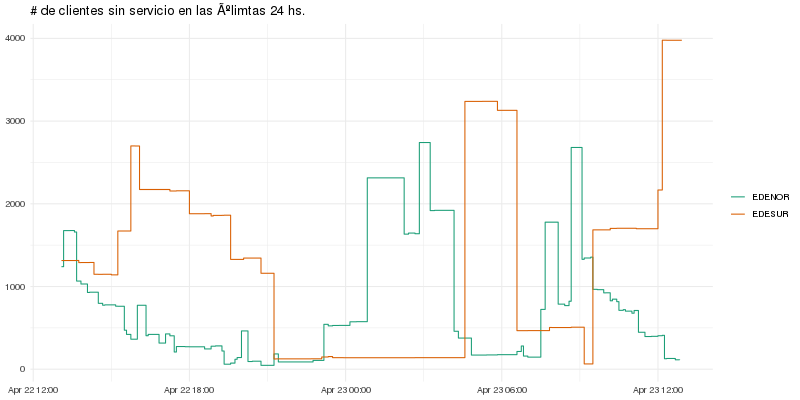 # de clientes sin servicio en las Ãºlimtas 24 hs.
4000
3000
2000
1000
0
Apr 22 12:00
Apr 22 18:00
Apr 23 00:00
Apr 23 06:00
Apr 23 12:00
EDENOR
EDESUR